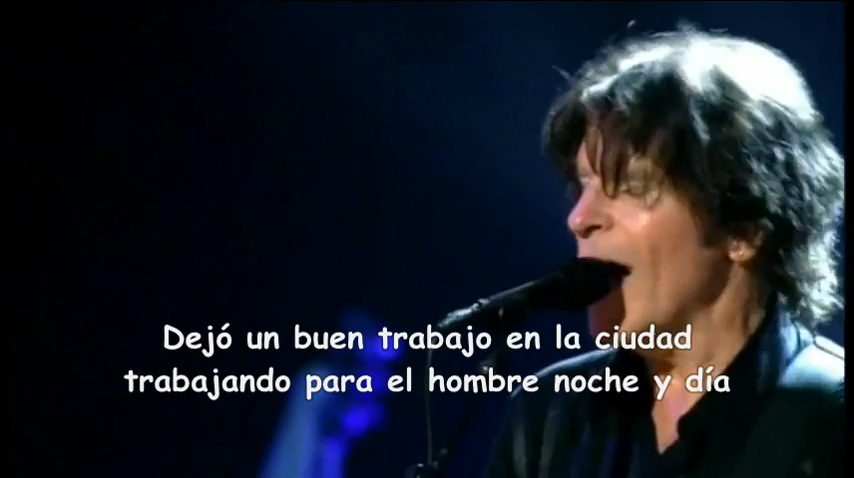 Dejó un buen trabajo en la ciudad
trabajando para el hombre noche y día